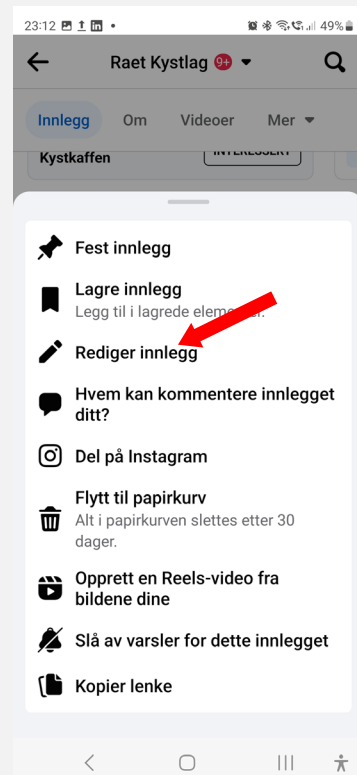 23:12 49%
Raet Kystlag 9+
Innlegg Om Videoer Mer
Kystkaffen INTERESSERT
Fest innlegg
Lagre innlegg
Legg til i lagrede elementer.
Rediger innlegg
Hvem kan kommentere innlegget
ditt?
Del på Instagram
Flytt til papirkurv
Alt i papirkurven slettes etter 30
dager.
Opprett en Reels-video fra
bildene dine
Slå av varsler for dette innlegget
Kopier lenke